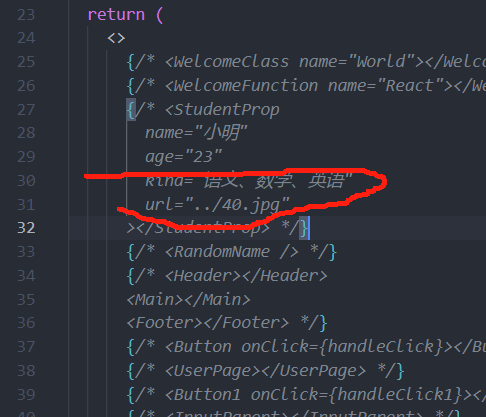 23 return (
24 <>
25 {/* <WelcomeClass name="World"></Welco
26 {/* <WelcomeFunction name="React"></We
27 {/* <StudentProp
28 name="小明"
29 age="23"
30 kind="语文、数学、英语"
31 url="../40.jpg"
32 ></StudentProp> */}
33 {/* <RandomName /> */}
34 {/* <Header></Header>
35 <Main></Main>
36 <Footer></Footer> */}
37 {/* <Button onClick={handleClick}></Bu
38 {/* <UserPage></UserPage> */}
39 {/* <Button1 onClick={handleClick1}></
40 {/* <InputParent></InputParent> */}